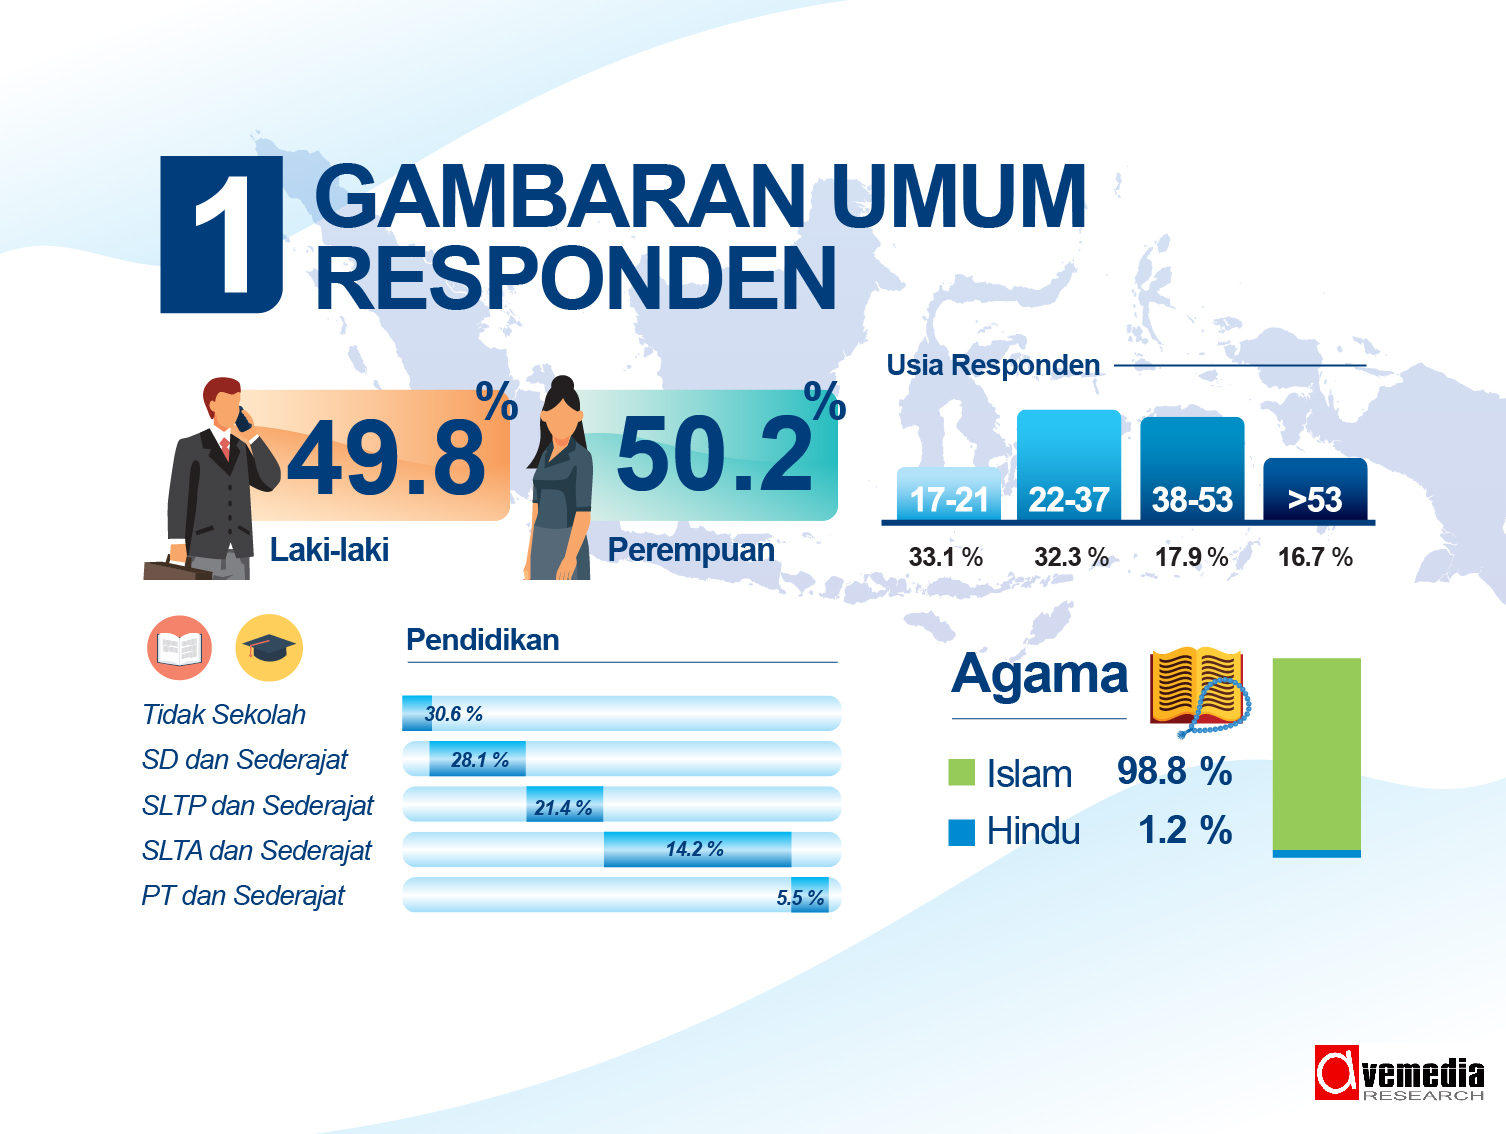 1
GAMBARAN UMUM
RESPONDEN
49.8 %
Laki-laki
50.2 %
Perempuan
Usia Responden
17-21 22-37 38-53 >53
33.1 % 32.3 % 17.9 % 16.7 %
Pendidikan
Tidak Sekolah 30.6 %
SD dan Sederajat 28.1 %
SLTP dan Sederajat 21.4 %
SLTA dan Sederajat 14.2 %
PT dan Sederajat 5.5 %
Agama
Islam 98.8 %
Hindu 1.2 %
avemedia
RESEARCH